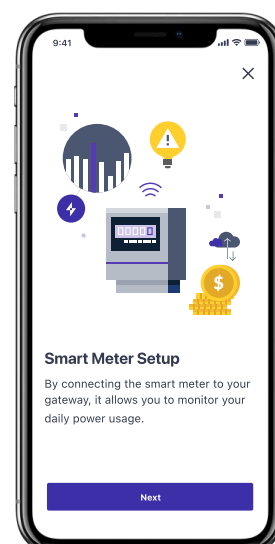 9:41
00000
$
Smart Meter Setup
By connecting the smart meter to your
gateway, it allows you to monitor your
daily power usage.
Next